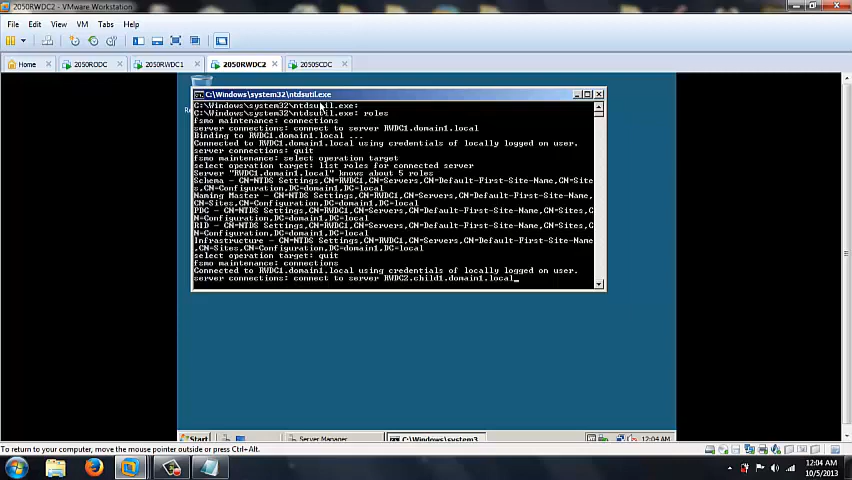 2050RWDC2 - VMware Workstation
File Edit View VM Tabs Help
Home 2050RODC 2050RWDC1 2050RWDC2 2050SCDC
C:\Windows\system32\ntdsutil.exe
C:\Windows\system32\ntdsutil.exe:
C:\Windows\system32\ntdsutil.exe: roles
fsmo maintenance: connections
server connections: connect to server RWDC1.domain1.local
Binding to RWDC1.domain1.local ...
Connected to RWDC1.domain1.local using credentials of locally logged on user.
server connections: quit
fsmo maintenance: select operation target
select operation target: list roles for connected server
Server "RWDC1.domain1.local" knows about 5 roles
Schema - CN=NTDS Settings,CN=RWDC1,CN=Servers,CN=Default-First-Site-Name,CN=Site
s,CN=Configuration,DC=domain1,DC=local
Naming Master - CN=NTDS Settings,CN=RWDC1,CN=Servers,CN=Default-First-Site-Name,
CN=Sites,CN=Configuration,DC=domain1,DC=local
PDC - CN=NTDS Settings,CN=RWDC1,CN=Servers,CN=Default-First-Site-Name,CN=Sites,C
N=Configuration,DC=domain1,DC=local
RID - CN=NTDS Settings,CN=RWDC1,CN=Servers,CN=Default-First-Site-Name,CN=Sites,C
N=Configuration,DC=domain1,DC=local
Infrastructure - CN=NTDS Settings,CN=RWDC1,CN=Servers,CN=Default-First-Site-Name
,CN=Sites,CN=Configuration,DC=domain1,DC=local
select operation target: quit
fsmo maintenance: connections
Connected to RWDC1.domain1.local using credentials of locally logged on user.
server connections: connect to server RWDC2.child1.domain1.local_
Start Server Manager C:\Windows\system3... 12:04 AM
To return to your computer, move the mouse pointer outside or press Ctrl+Alt.
12:04 AM
10/5/2013